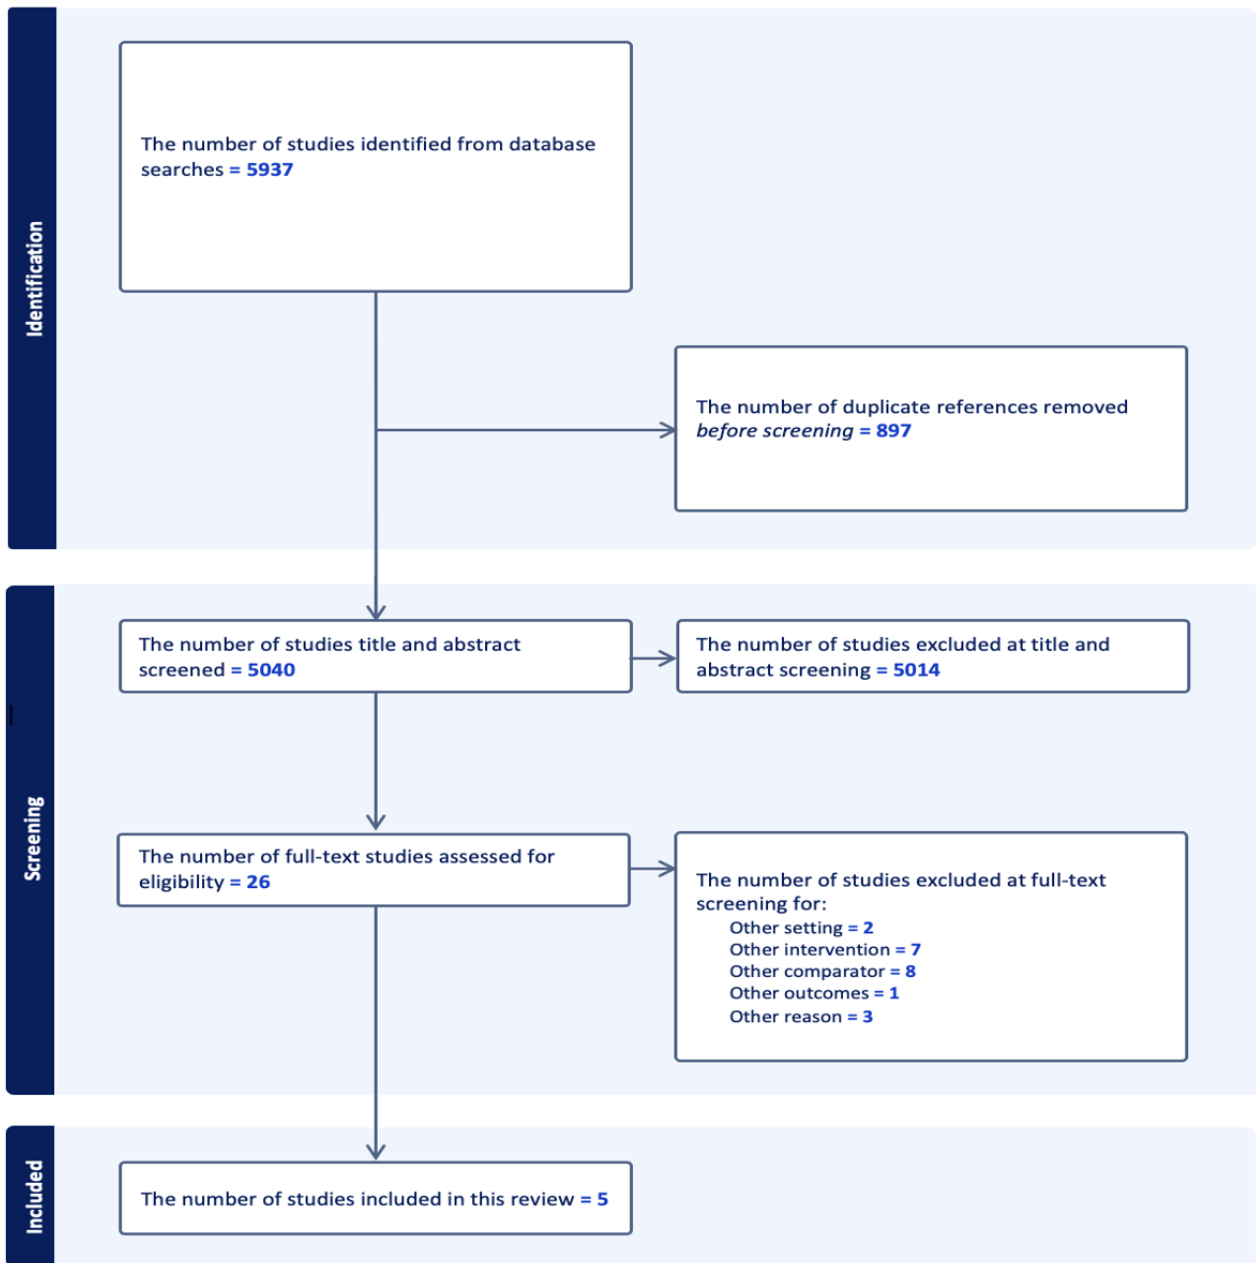 Identification
The number of studies identified from database
searches = 5937
The number of duplicate references removed
before screening = 897
Screening
The number of studies title and abstract
screened = 5040
The number of studies excluded at title and
abstract screening = 5014
The number of full-text studies assessed for
eligibility = 26
The number of studies excluded at full-text
screening for:
Other setting = 2
Other intervention = 7
Other comparator = 8
Other outcomes = 1
Other reason = 3
Included
The number of studies included in this review = 5